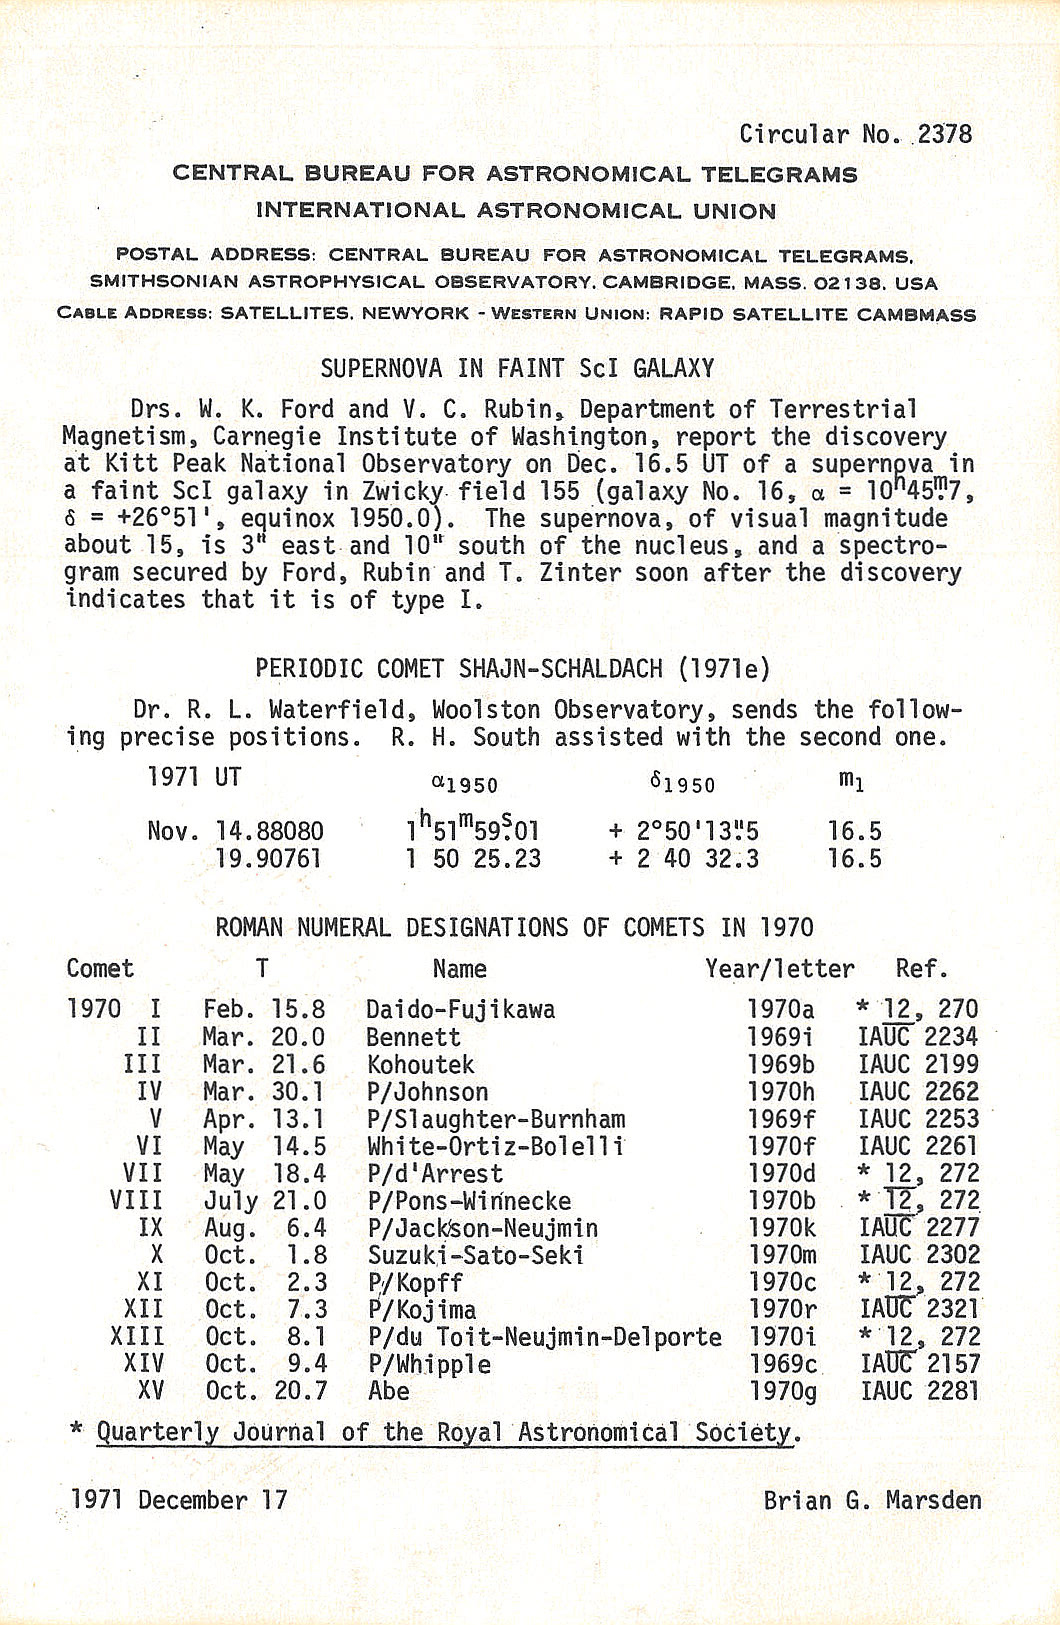 Circular No. 2378
CENTRAL BUREAU FOR ASTRONOMICAL TELEGRAMS
INTERNATIONAL ASTRONOMICAL UNION
POSTAL ADDRESS: CENTRAL BUREAU FOR ASTRONOMICAL TELEGRAMS.
SMITHSONIAN ASTROPHYSICAL OBSERVATORY. CAMBRIDGE, MASS. 02138. USA
CABLE ADDRESS: SATELLITES. NEWYORK - WESTERN UNION: RAPID SATELLITE CAMBMASS
SUPERNOVA IN FAINT ScI GALAXY
Drs. W. K. Ford and V. C. Rubin, Department of Terrestrial
Magnetism, Carnegie Institute of Washington, report the discovery
at Kitt Peak National Observatory on Dec. 16.5 UT of a supernova in
a faint ScI galaxy in Zwicky field 155 (galaxy No. 16, α = 10ʰ45ᵐ.7,
δ = +26°51', equinox 1950.0). The supernova, of visual magnitude
about 15, is 3" east and 10" south of the nucleus, and a spectro-
gram secured by Ford, Rubin and T. Zinter soon after the discovery
indicates that it is of type I.
PERIODIC COMET SHAJN-SCHALDACH (1971e)
Dr. R. L. Waterfield, Woolston Observatory, sends the follow-
ing precise positions. R. H. South assisted with the second one.
1971 UT α1950 δ1950 m1
Nov. 14.88080 1ʰ51ᵐ59ˢ.01 + 2°50'13".5 16.5
19.90761 1 50 25.23 + 2 40 32.3 16.5
ROMAN NUMERAL DESIGNATIONS OF COMETS IN 1970
Comet T Name Year/letter Ref.
1970 I Feb. 15.8 Daido-Fujikawa 1970a * 12, 270
II Mar. 20.0 Bennett 1969i IAUC 2234
III Mar. 21.6 Kohoutek 1969b IAUC 2199
IV Mar. 30.1 P/Johnson 1970h IAUC 2262
V Apr. 13.1 P/Slaughter-Burnham 1969f IAUC 2253
VI May 14.5 White-Ortiz-Bolelli 1970f IAUC 2261
VII May 18.4 P/d'Arrest 1970d * 12, 272
VIII July 21.0 P/Pons-Winnecke 1970b * 12, 272
IX Aug. 6.4 P/Jackson-Neujmin 1970k IAUC 2277
X Oct. 1.8 Suzuki-Sato-Seki 1970m IAUC 2302
XI Oct. 2.3 P/Kopff 1970c * 12, 272
XII Oct. 7.3 P/Kojima 1970r IAUC 2321
XIII Oct. 8.1 P/du Toit-Neujmin-Delporte 1970i * 12, 272
XIV Oct. 9.4 P/Whipple 1969c IAUC 2157
XV Oct. 20.7 Abe 1970g IAUC 2281
* Quarterly Journal of the Royal Astronomical Society.
1971 December 17 Brian G. Marsden